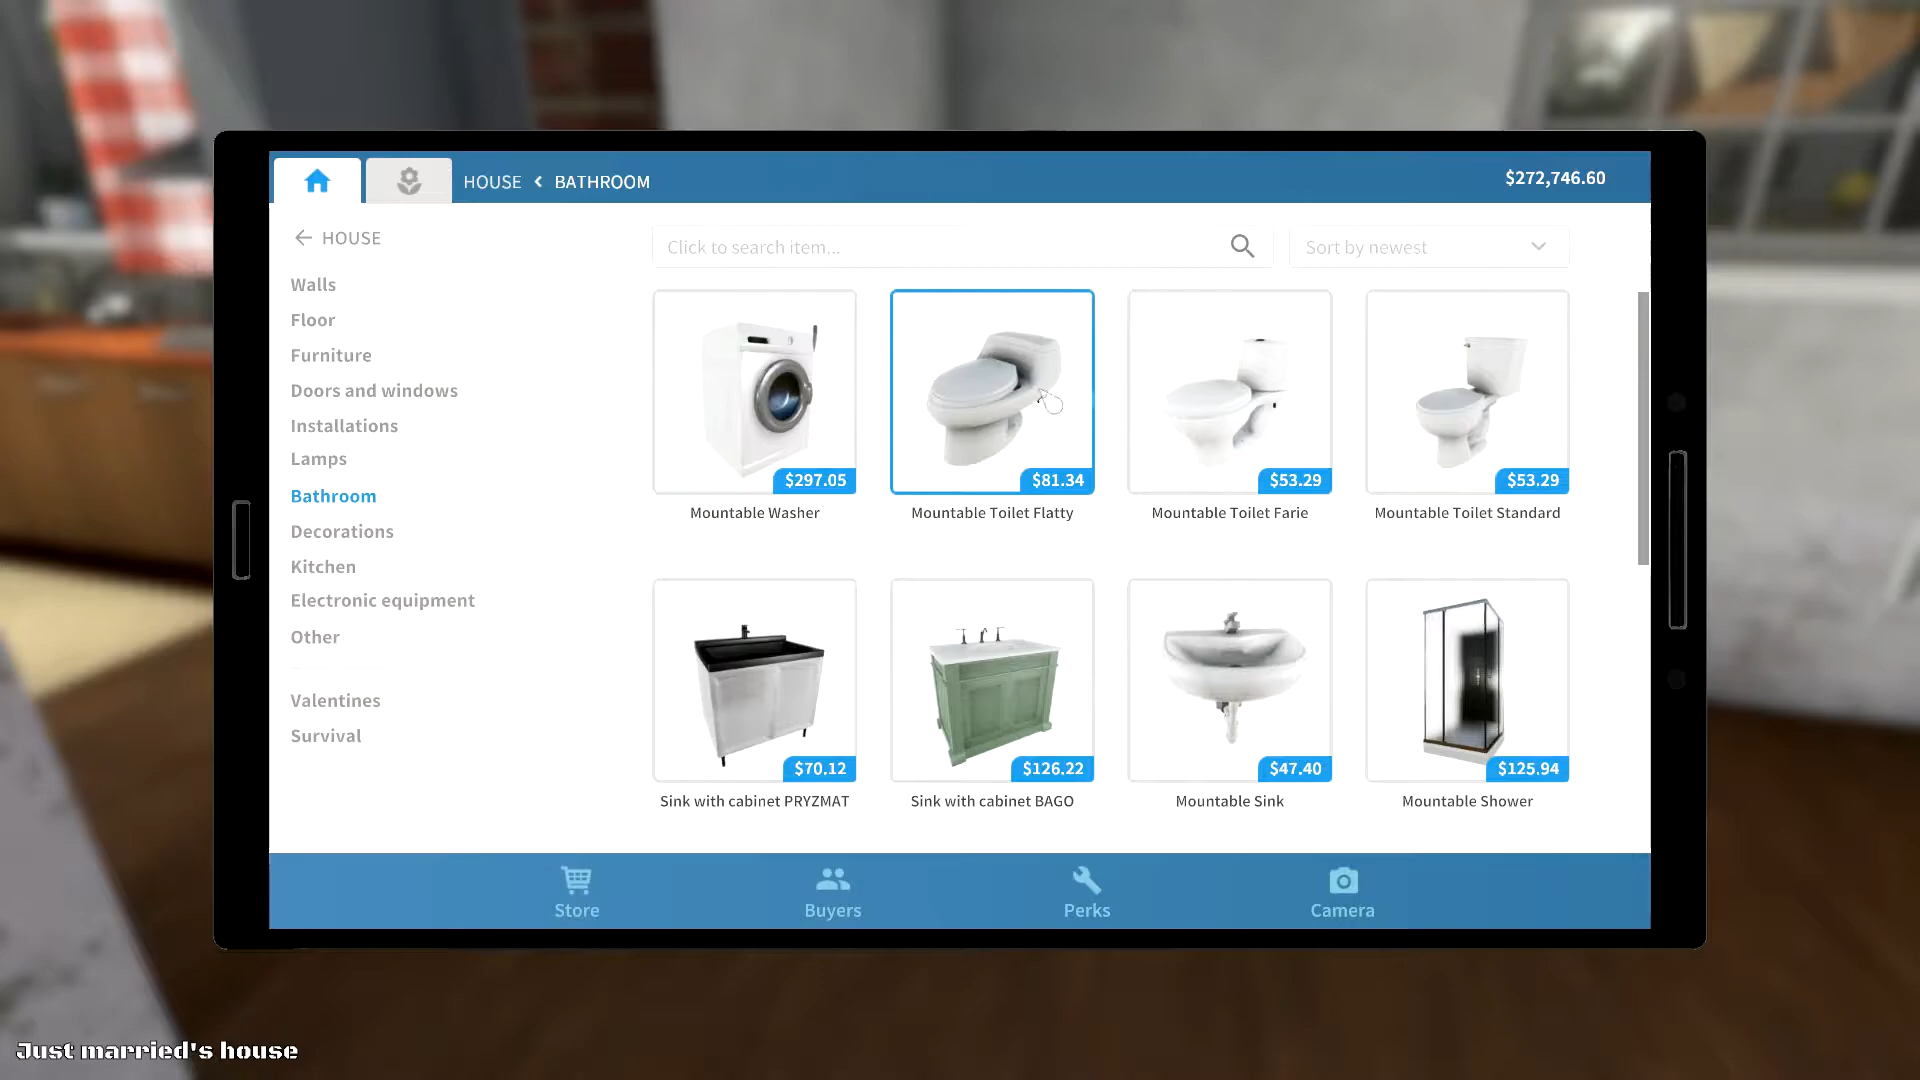 HOUSE < BATHROOM
$272,746.60
HOUSE
Click to search item...
Sort by newest
Walls
Floor
Furniture
Doors and windows
Installations
Lamps
Bathroom
Decorations
Kitchen
Electronic equipment
Other
Valentines
Survival
$297.05
$81.34
$53.29
$53.29
Mountable Washer
Mountable Toilet Flatty
Mountable Toilet Farie
Mountable Toilet Standard
$70.12
$126.22
$47.40
$125.94
Sink with cabinet PRYZMAT
Sink with cabinet BAGO
Mountable Sink
Mountable Shower
Store
Buyers
Perks
Camera
Just married's house